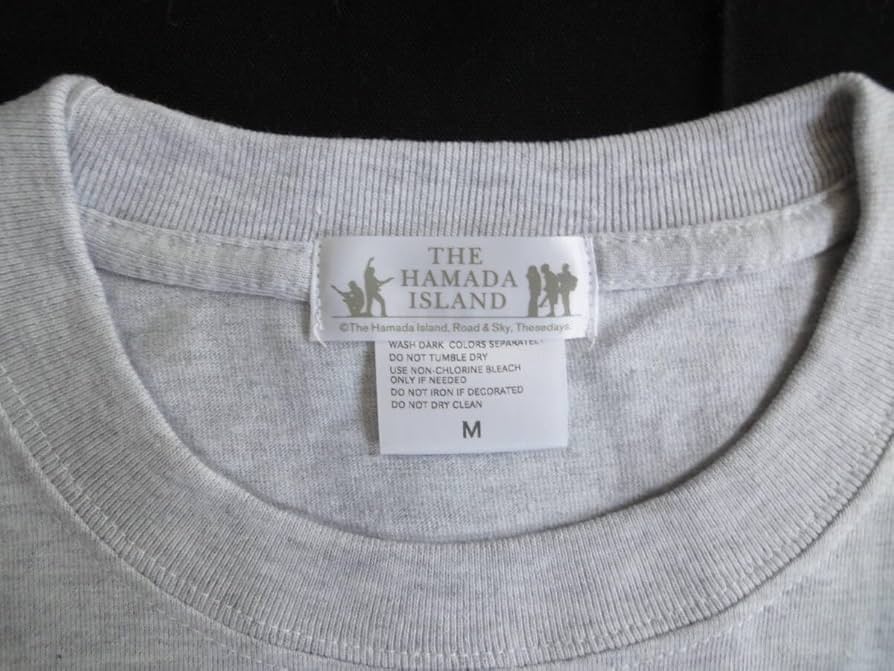 THE
HAMADA
ISLAND
©The Hamada Island, Road & Sky, Thesedays.
WASH DARK COLORS SEPARATELY
DO NOT TUMBLE DRY
USE NON-CHLORINE BLEACH
ONLY IF NEEDED
DO NOT IRON IF DECORATED
DO NOT DRY CLEAN
M